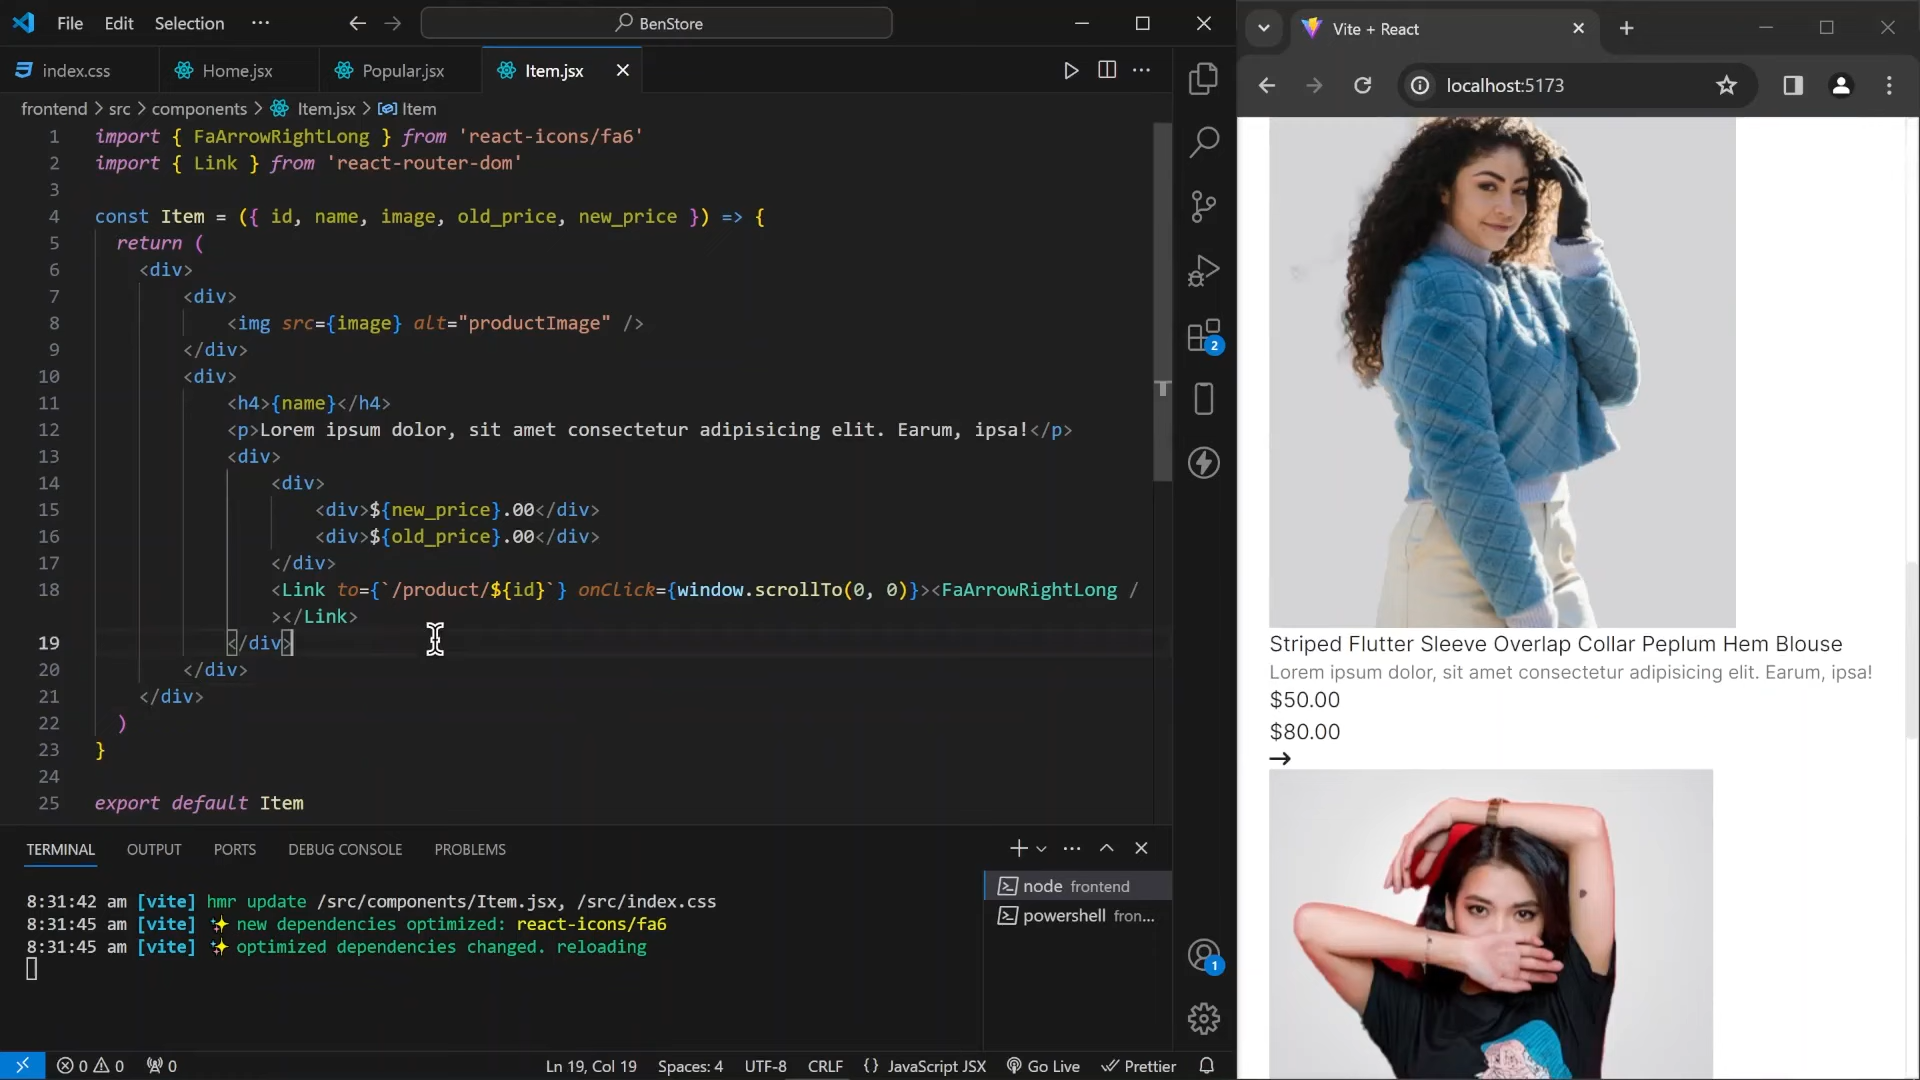 File Edit Selection ··· BenStore
index.css Home.jsx Popular.jsx Item.jsx
frontend > src > components > Item.jsx > Item
1 import { FaArrowRightLong } from 'react-icons/fa6'
2 import { Link } from 'react-router-dom'
3
4 const Item = ({ id, name, image, old_price, new_price }) => {
5 return (
6 <div>
7 <div>
8 <img src={image} alt="productImage" />
9 </div>
10 <div>
11 <h4>{name}</h4>
12 <p>Lorem ipsum dolor, sit amet consectetur adipisicing elit. Earum, ipsa!</p>
13 <div>
14 <div>
15 <div>${new_price}.00</div>
16 <div>${old_price}.00</div>
17 </div>
18 <Link to={`/product/${id}`} onClick={window.scrollTo(0, 0)}><FaArrowRightLong /
></Link>
19 </div>
20 </div>
21 </div>
22 )
23 }
24
25 export default Item
TERMINAL OUTPUT PORTS DEBUG CONSOLE PROBLEMS
8:31:42 am [vite] hmr update /src/components/Item.jsx, /src/index.css
8:31:45 am [vite] ✨ new dependencies optimized: react-icons/fa6
8:31:45 am [vite] ✨ optimized dependencies changed. reloading
node frontend
powershell fron...
2
1
0 0 0 Ln 19, Col 19 Spaces: 4 UTF-8 CRLF {} JavaScript JSX Go Live Prettier
Vite + React
localhost:5173
Striped Flutter Sleeve Overlap Collar Peplum Hem Blouse
Lorem ipsum dolor, sit amet consectetur adipisicing elit. Earum, ipsa!
$50.00
$80.00
→